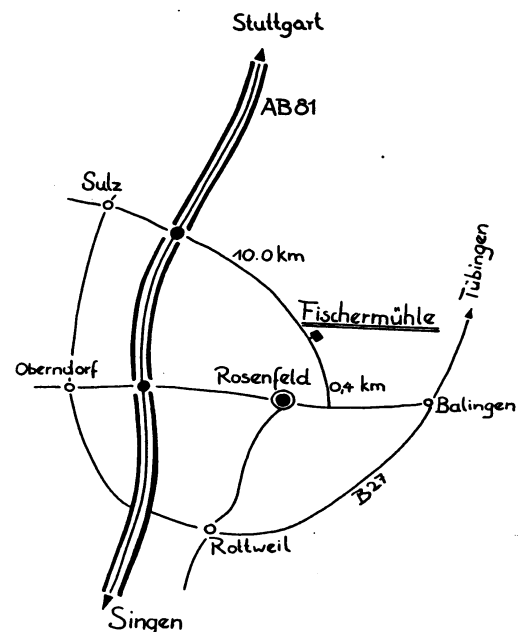 Stuttgart
AB81
Sulz
10.0 km
Tübingen
Fischermühle
Oberndorf
Rosenfeld
0,4 km
Balingen
B27
Rottweil
Singen